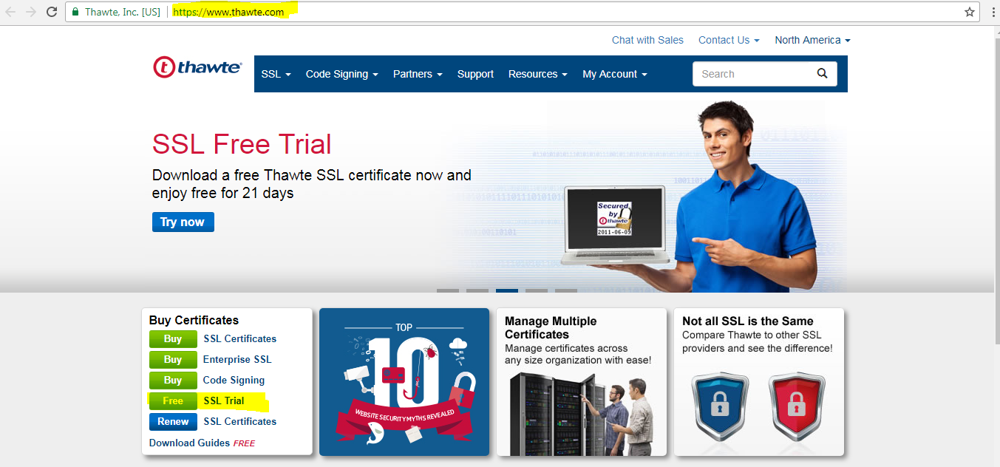 Thawte, Inc. [US]
https://www.thawte.com
Chat with Sales
Contact Us
North America
thawte
SSL
Code Signing
Partners
Support
Resources
My Account
Search
SSL Free Trial
Download a free Thawte SSL certificate now and
enjoy free for 21 days
Try now
Secured
by
thawte
2011-06-09
Buy Certificates
Buy SSL Certificates
Buy Enterprise SSL
Buy Code Signing
Free SSL Trial
Renew SSL Certificates
Download Guides FREE
TOP
10
WEBSITE SECURITY MYTHS REVEALED
Manage Multiple
Certificates
Manage certificates across
any size organization with ease!
Not all SSL is the Same
Compare Thawte to other SSL
providers and see the difference!